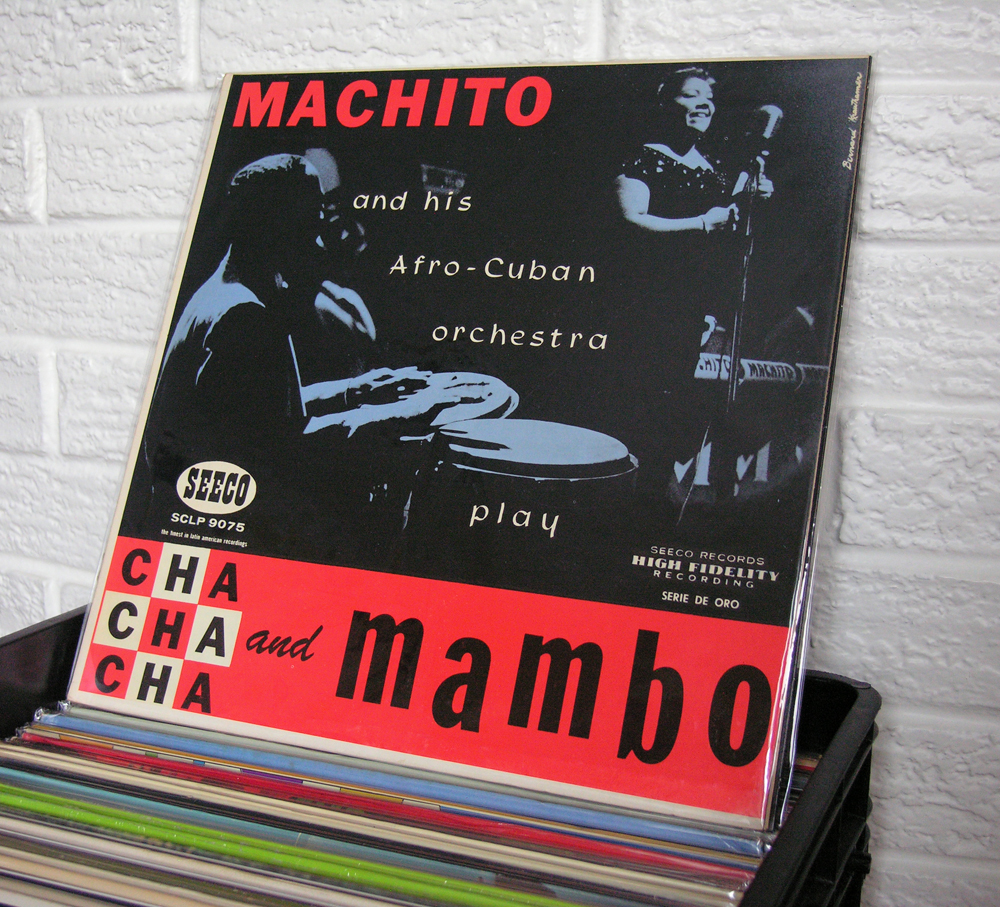 MACHITO
and his
Afro-Cuban
orchestra
MACHITO
play
SEECO
SCLP 9075
the finest in latin american recordings
SEECO RECORDS
HIGH FIDELITY
RECORDING
SERIE DE ORO
CHA
CHA
CHA
and
mambo